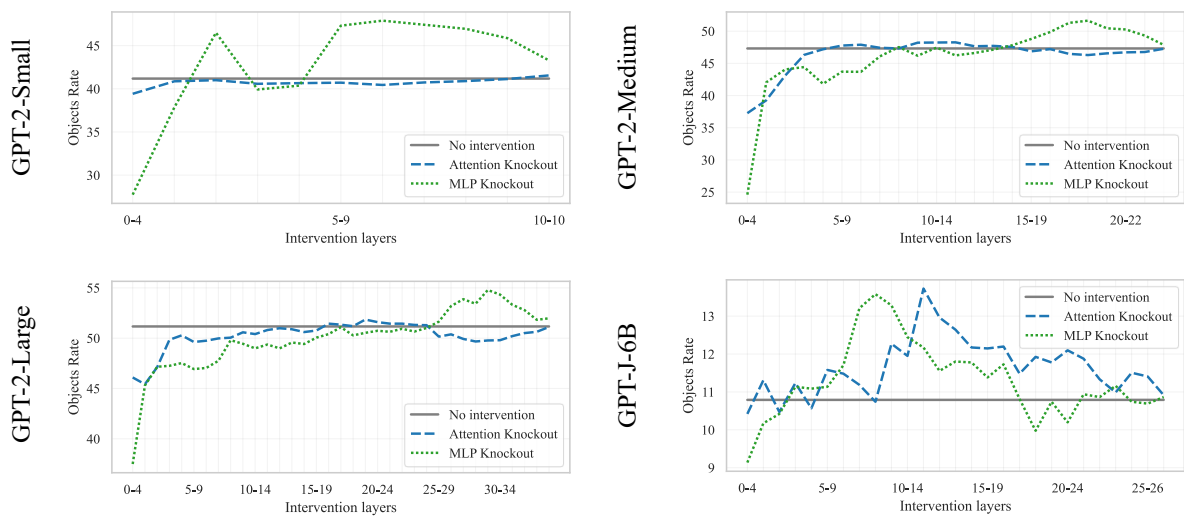 GPT-2-Small
Objects Rate
45
40
35
30
No intervention
Attention Knockout
MLP Knockout
0-4 5-9 10-10
Intervention layers
GPT-2-Medium
Objects Rate
50
45
40
35
30
25
No intervention
Attention Knockout
MLP Knockout
0-4 5-9 10-14 15-19 20-22
Intervention layers
GPT-2-Large
Objects Rate
55
50
45
40
No intervention
Attention Knockout
MLP Knockout
0-4 5-9 10-14 15-19 20-24 25-29 30-34
Intervention layers
GPT-J-6B
Objects Rate
13
12
11
10
9
No intervention
Attention Knockout
MLP Knockout
0-4 5-9 10-14 15-19 20-24 25-26
Intervention layers